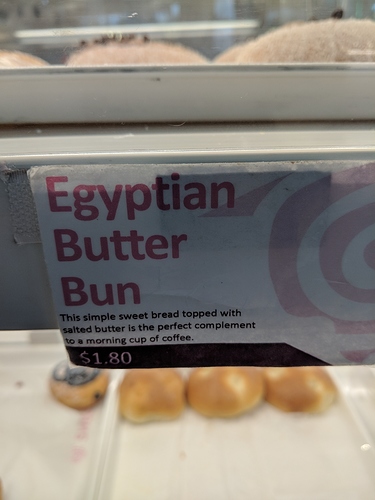 Egyptian
Butter
Bun
This simple sweet bread topped with
salted butter is the perfect complement
to a morning cup of coffee.
$1.80